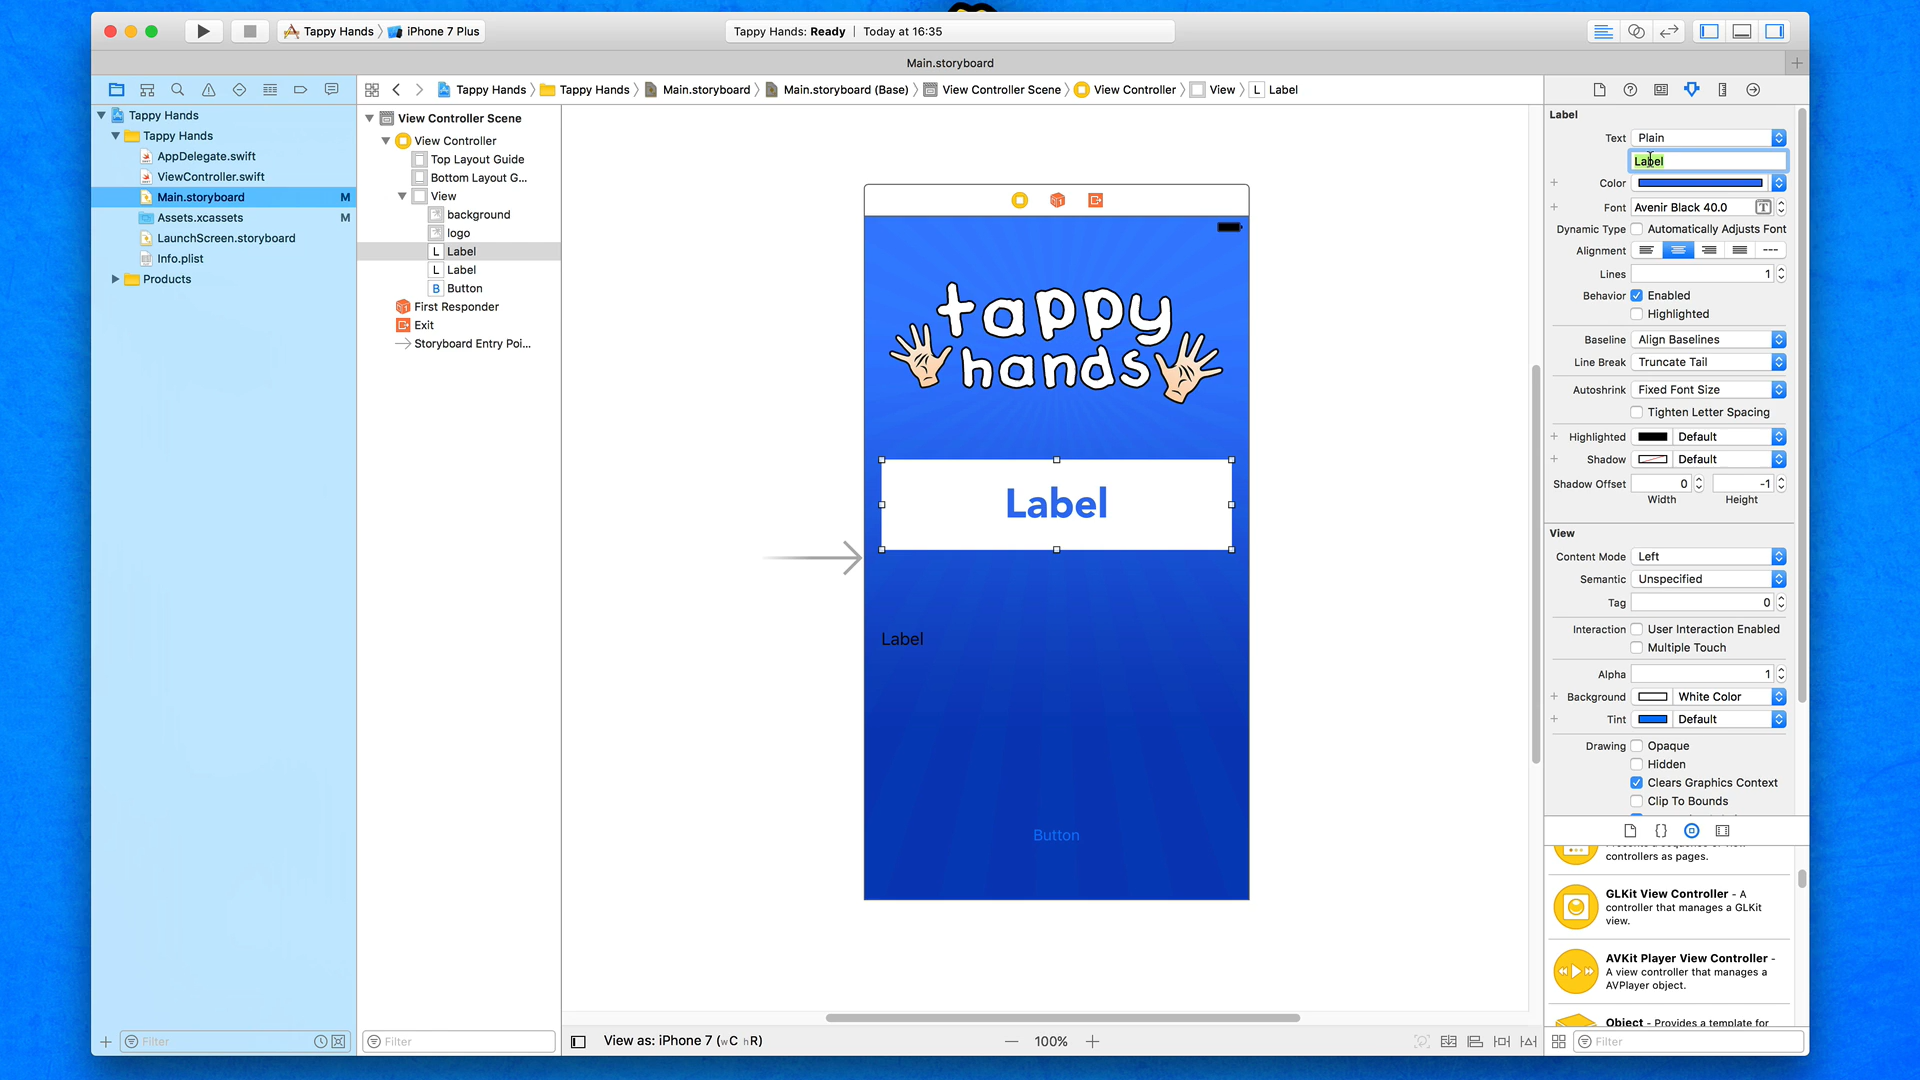 Tappy Hands
iPhone 7 Plus
Tappy Hands: Ready | Today at 16:35
Main.storyboard
Tappy Hands
Tappy Hands
Main.storyboard
Main.storyboard (Base)
View Controller Scene
View Controller
View
L Label
Tappy Hands
Tappy Hands
AppDelegate.swift
ViewController.swift
Main.storyboard M
Assets.xcassets M
LaunchScreen.storyboard
Info.plist
Products
Filter
View Controller Scene
View Controller
Top Layout Guide
Bottom Layout G...
View
background
logo
L Label
L Label
B Button
First Responder
Exit
Storyboard Entry Poi...
Filter
tappy
hands
Label
Label
Button
View as: iPhone 7 (wC hR)
100%
Label
Text Plain
Label
Color
Font Avenir Black 40.0
Dynamic Type Automatically Adjusts Font
Alignment
Lines 1
Behavior Enabled
Highlighted
Baseline Align Baselines
Line Break Truncate Tail
Autoshrink Fixed Font Size
Tighten Letter Spacing
Highlighted Default
Shadow Default
Shadow Offset 0 -1
Width Height
View
Content Mode Left
Semantic Unspecified
Tag 0
Interaction User Interaction Enabled
Multiple Touch
Alpha 1
Background White Color
Tint Default
Drawing Opaque
Hidden
Clears Graphics Context
Clip To Bounds
controllers as pages.
GLKit View Controller - A
controller that manages a GLKit
view.
AVKit Player View Controller -
A view controller that manages a
AVPlayer object.
Object - Provides a template for
Filter